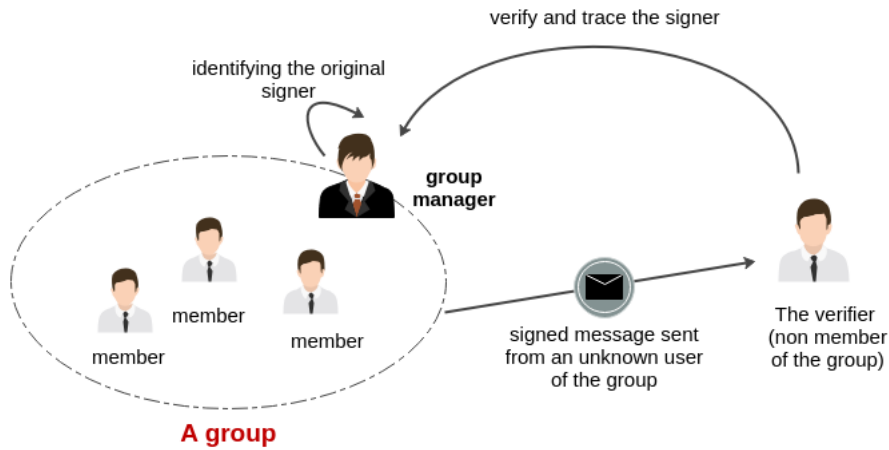 verify and trace the signer
identifying the original
signer
group
manager
member
member
member
signed message sent
from an unknown user
of the group
The verifier
(non member
of the group)
A group